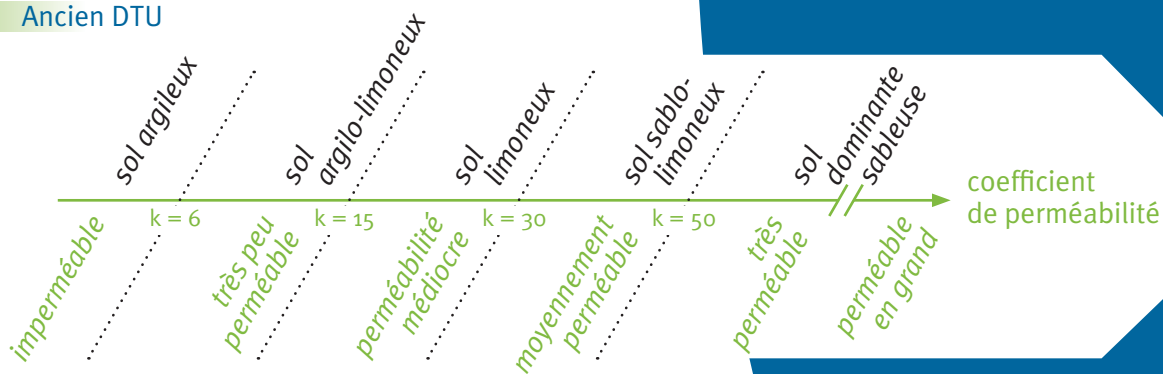 Ancien DTU
sol argileux
sol
argilo-limoneux
sol
limoneux
sol sablo-
limoneux
sol
dominante
sableuse
k = 6
k = 15
k = 30
k = 50
coefficient
de perméabilité
imperméable
très peu
perméable
perméabilité
médiocre
moyennement
perméable
très
perméable
perméable
en grand